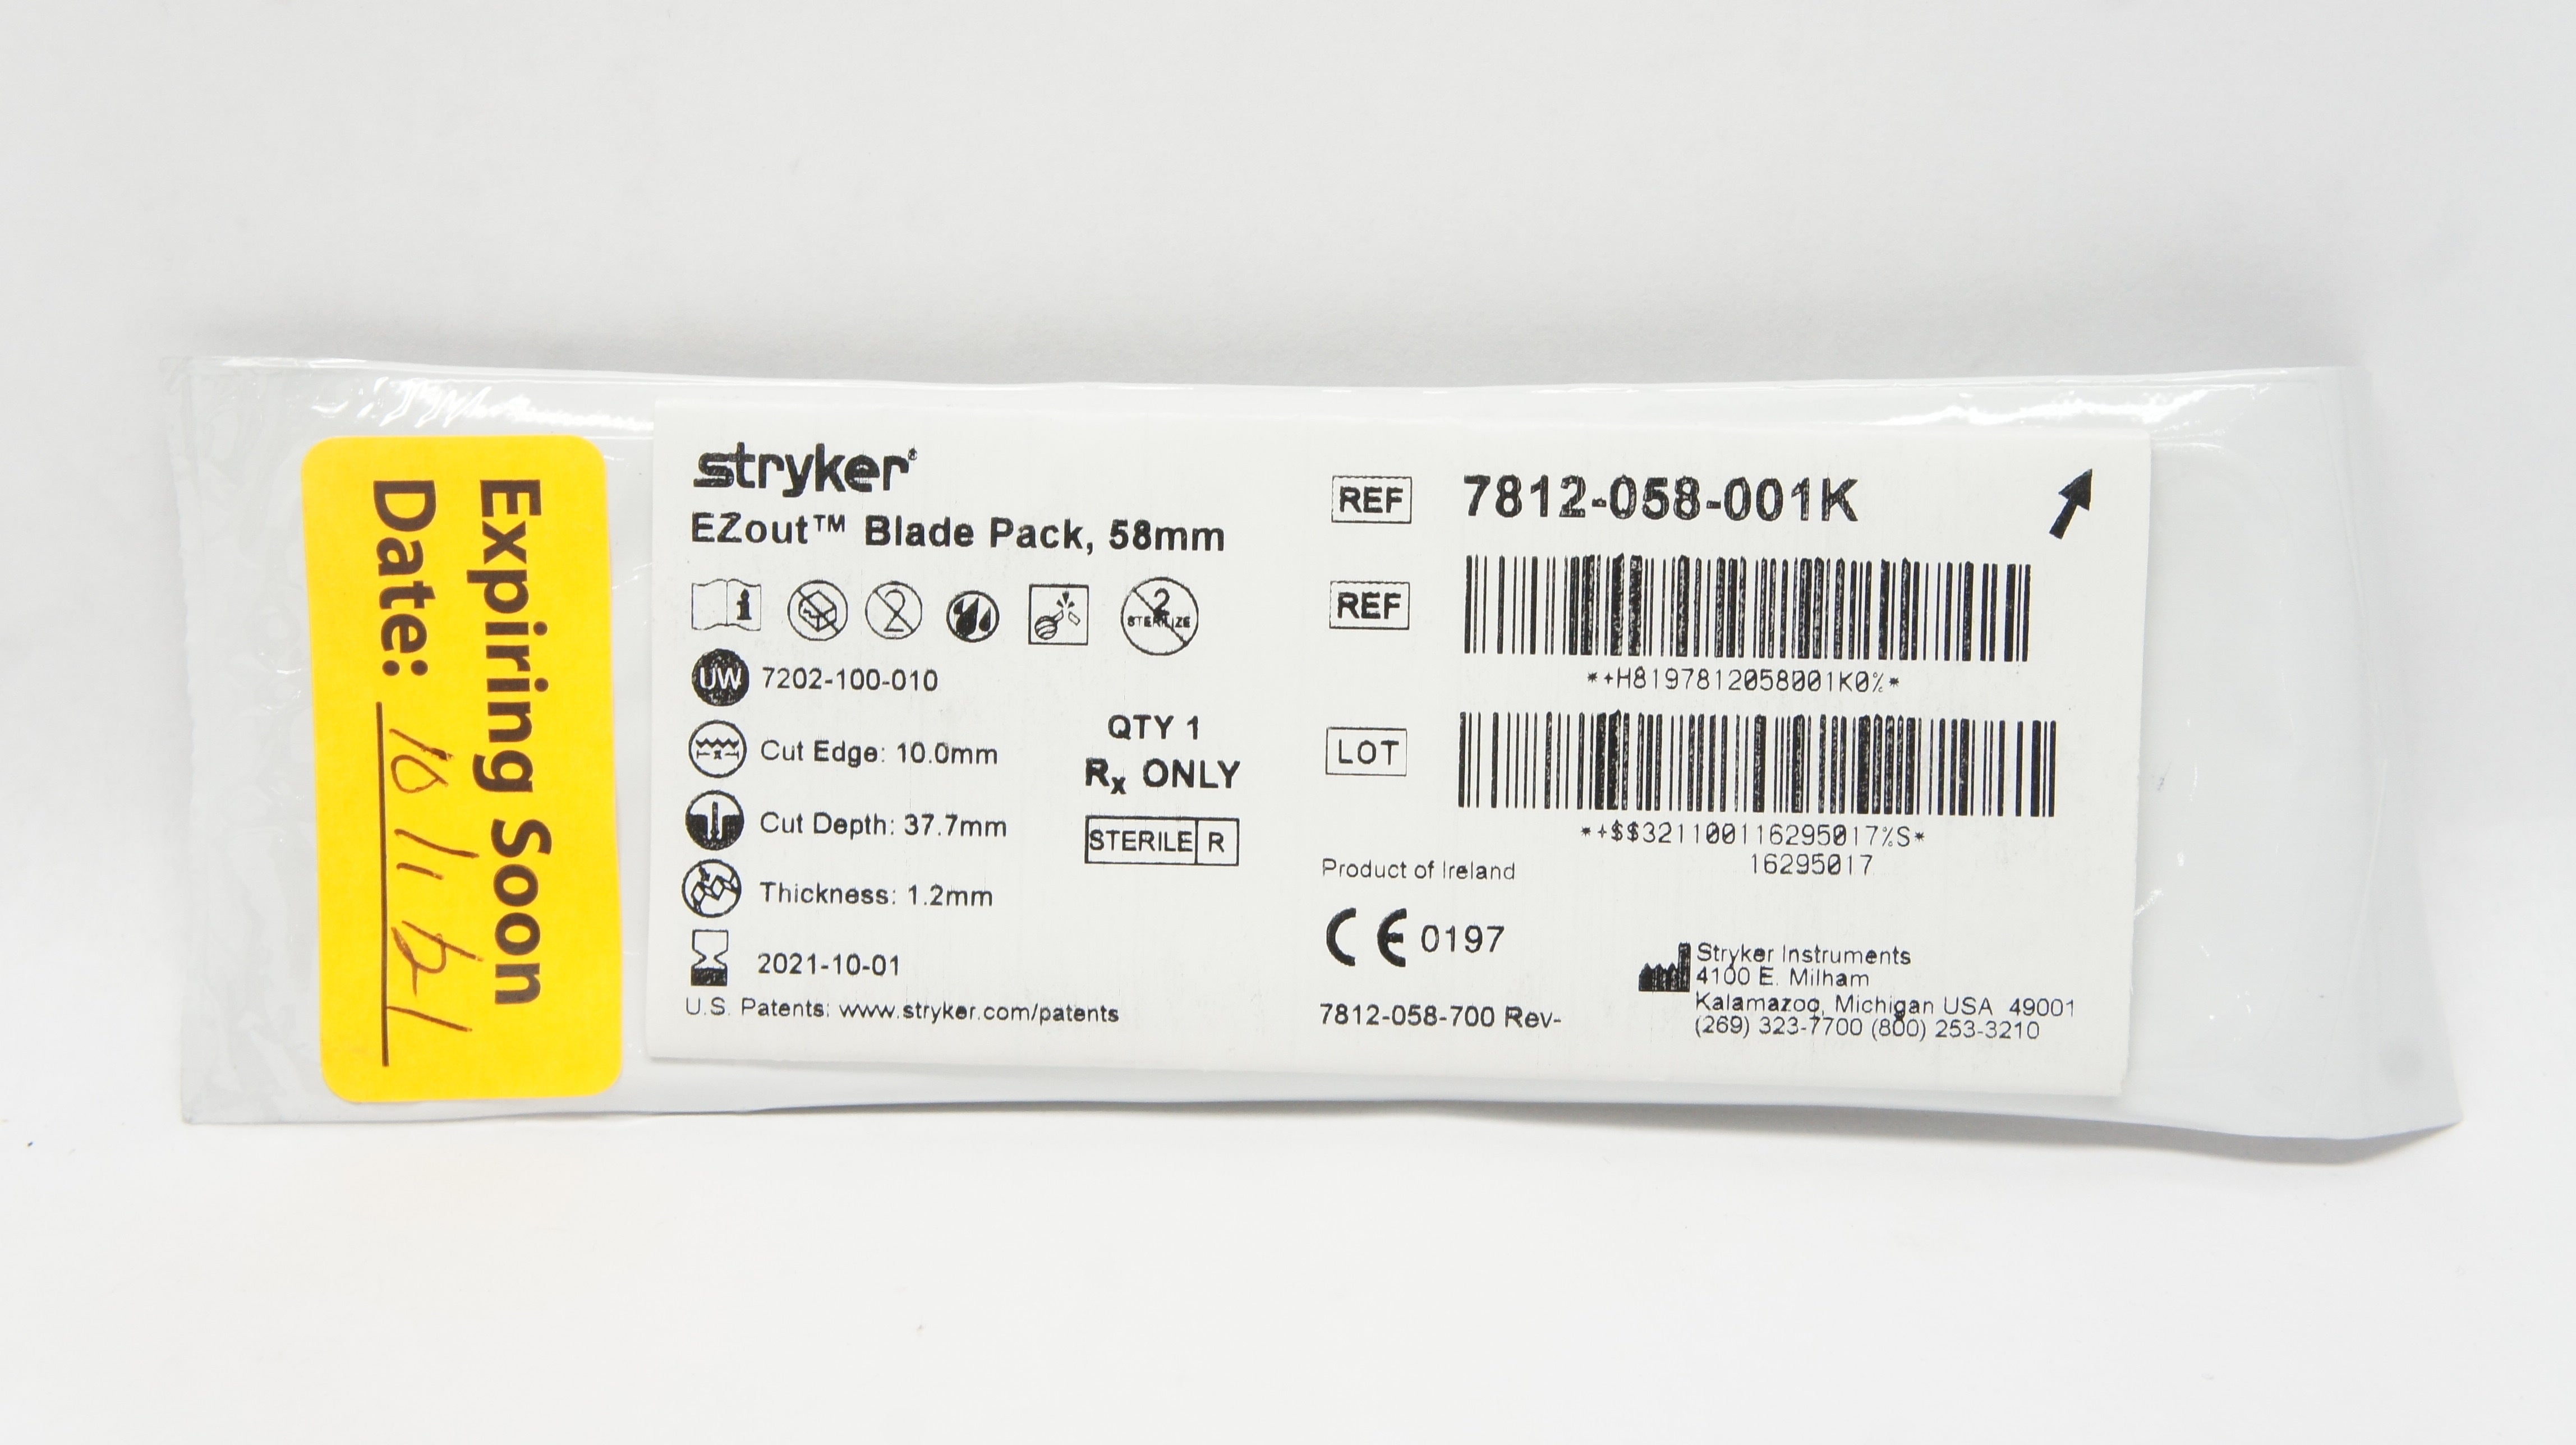 Expiring Soon
Date: 10/1/21
stryker®
EZout™ Blade Pack, 58mm
2
2
STERILIZE
UW 7202-100-010
Cut Edge: 10.0mm
Cut Depth: 37.7mm
Thickness: 1.2mm
2021-10-01
U.S. Patents: www.stryker.com/patents
QTY 1
Rx ONLY
STERILE R
REF 7812-058-001K
REF
*+H8197812058001K0%*
LOT
*+$$321100116295017%S*
16295017
Product of Ireland
CE 0197
7812-058-700 Rev-
Stryker Instruments
4100 E. Milham
Kalamazoo, Michigan USA 49001
(269) 323-7700 (800) 253-3210